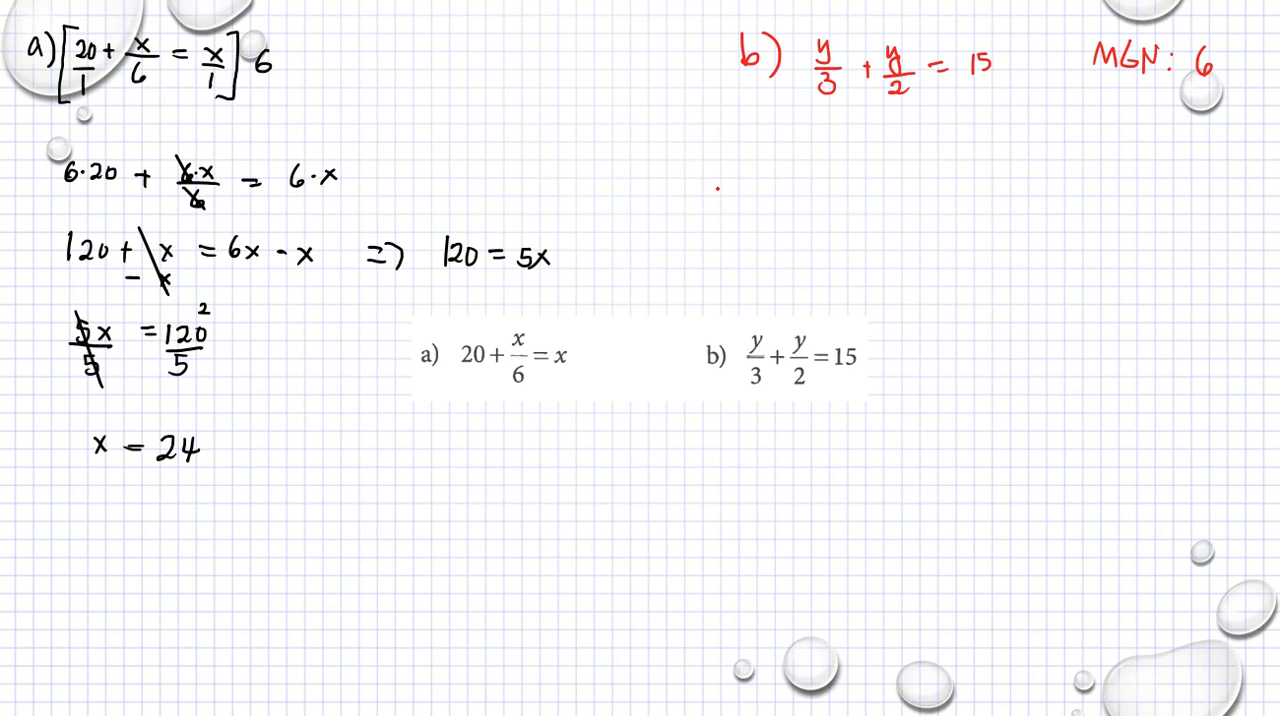 a) [20/1 + x/6 = x/1] 6
6·20 + 6·x/6 = 6·x
120 + x = 6x - x => 120 = 5x
- x
5x/5 = 120²/5
x = 24
b) y/3 + y/2 = 15 MGN: 6
a) 20 + x/6 = x b) y/3 + y/2 = 15